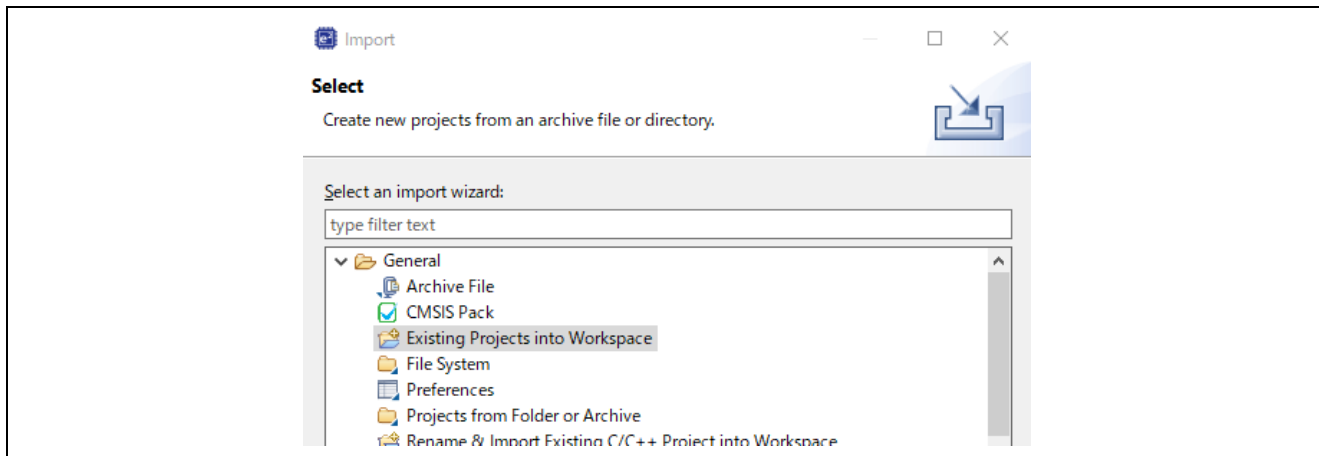 Import
Select
Create new projects from an archive file or directory.
Select an import wizard:
type filter text
General
Archive File
CMSIS Pack
Existing Projects into Workspace
File System
Preferences
Projects from Folder or Archive
Rename & Import Existing C/C++ Project into Workspace